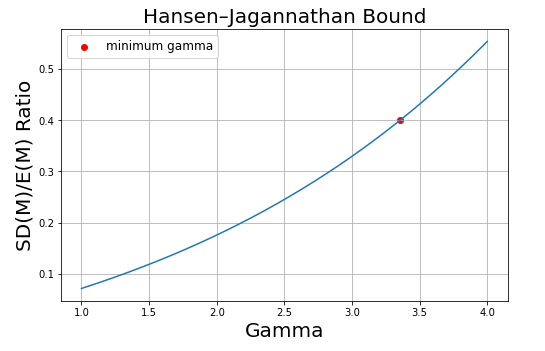 Hansen–Jagannathan Bound
minimum gamma
SD(M)/E(M) Ratio
0.5
0.4
0.3
0.2
0.1
1.0 1.5 2.0 2.5 3.0 3.5 4.0
Gamma